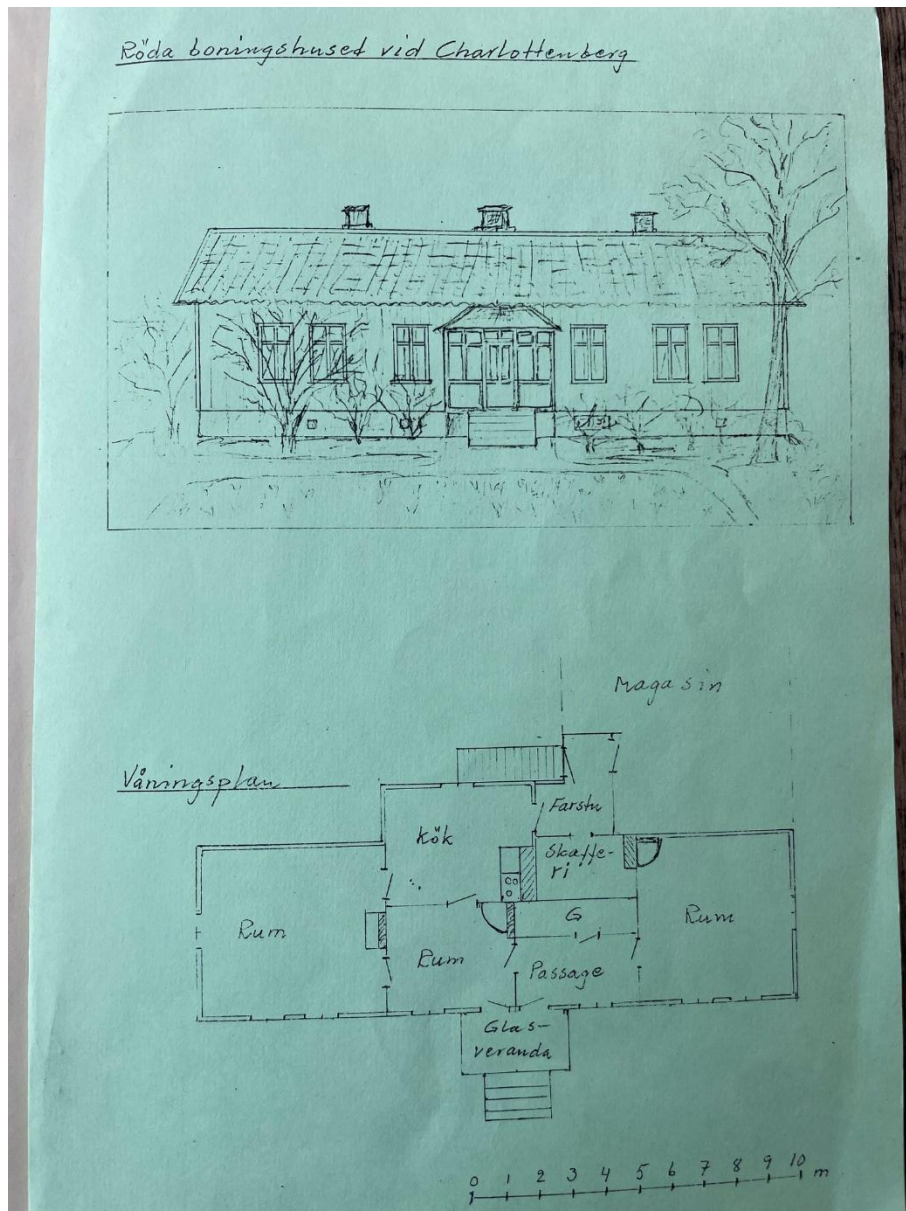 Röda boningshuset vid Charlottenberg
Magasin
Våningsplan
Farstu
Kök
Skaffe-
ri
G
Rum
Rum
Rum
Passage
Glas-
veranda
0 1 2 3 4 5 6 7 8 9 10 m